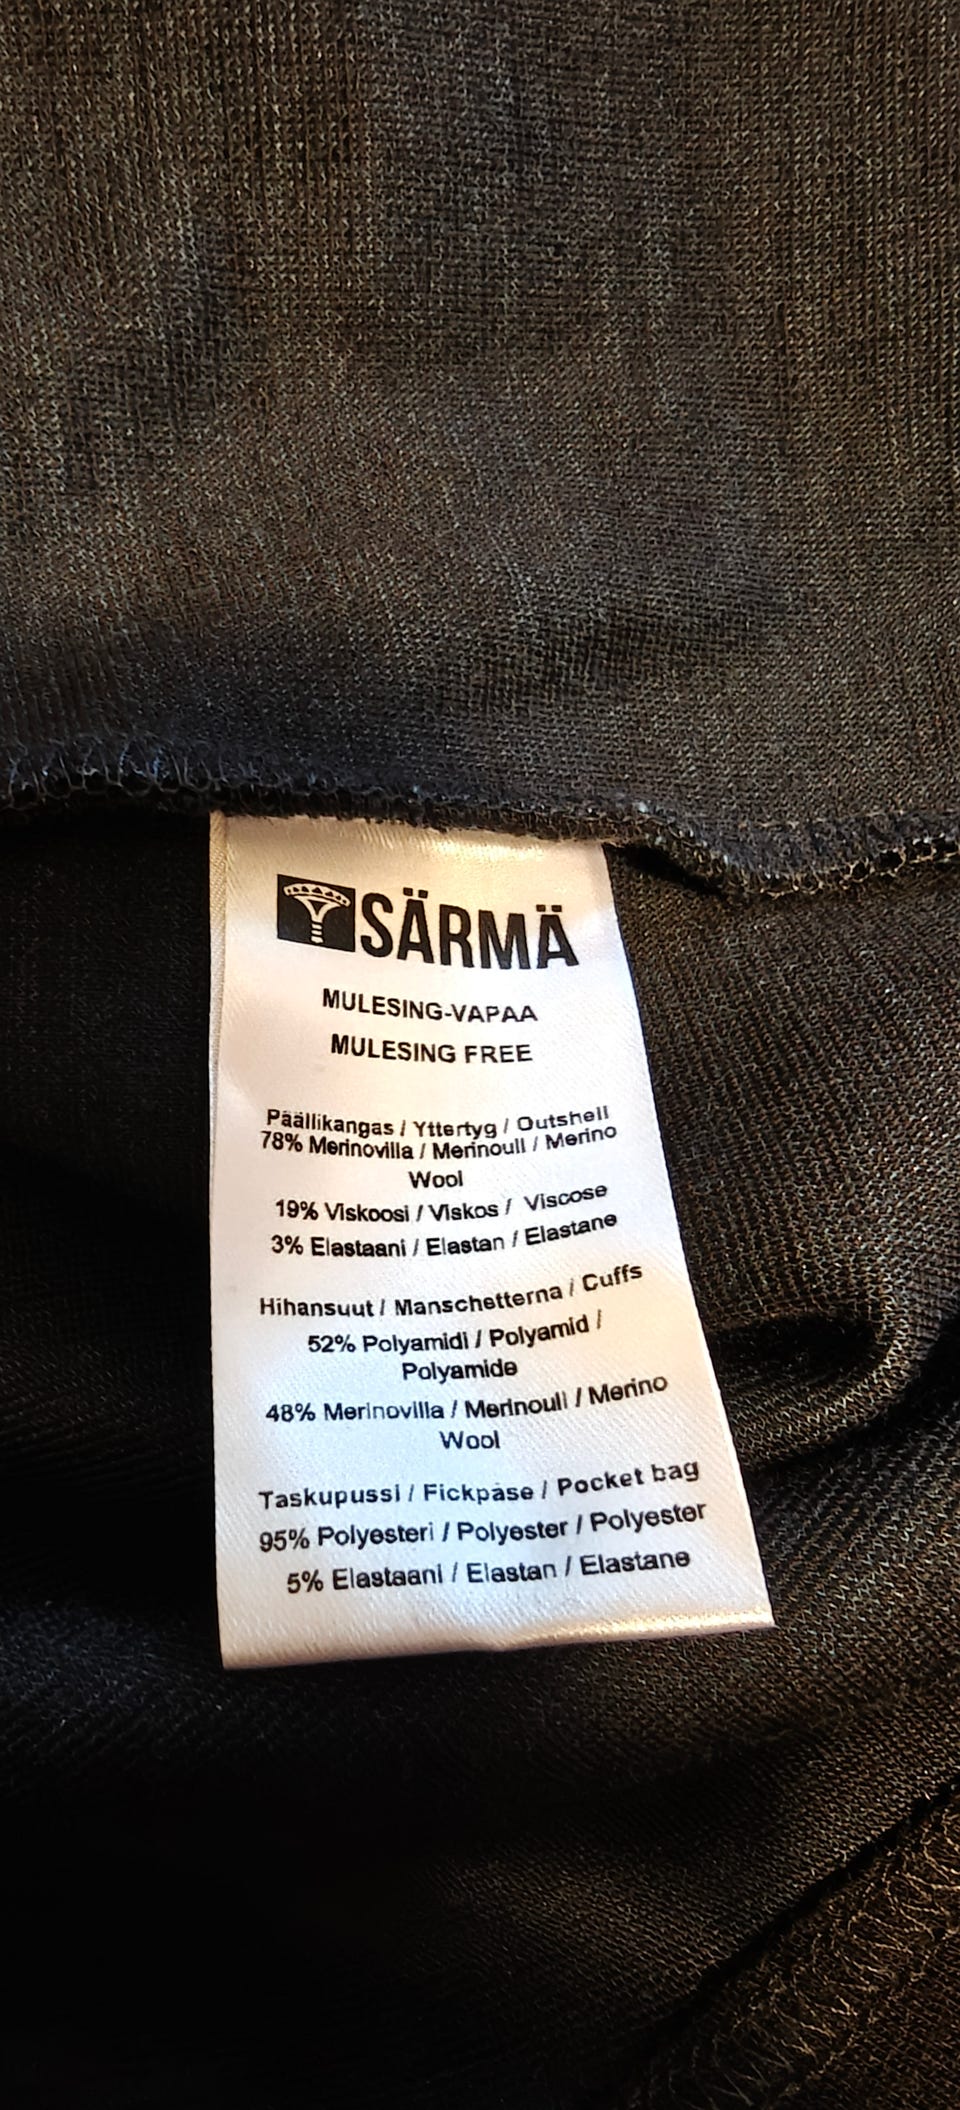 SÄRMÄ
MULESING-VAPAA
MULESING FREE
Päällikangas / Yttertyg / Outshell
78% Merinovilla / Merinoull / Merino
Wool
19% Viskoosi / Viskos / Viscose
3% Elastaani / Elastan / Elastane
Hihansuut / Manschetterna / Cuffs
52% Polyamidi / Polyamid /
Polyamide
48% Merinovilla / Merinoull / Merino
Wool
Taskupussi / Fickpåse / Pocket bag
95% Polyesteri / Polyester / Polyester
5% Elastaani / Elastan / Elastane